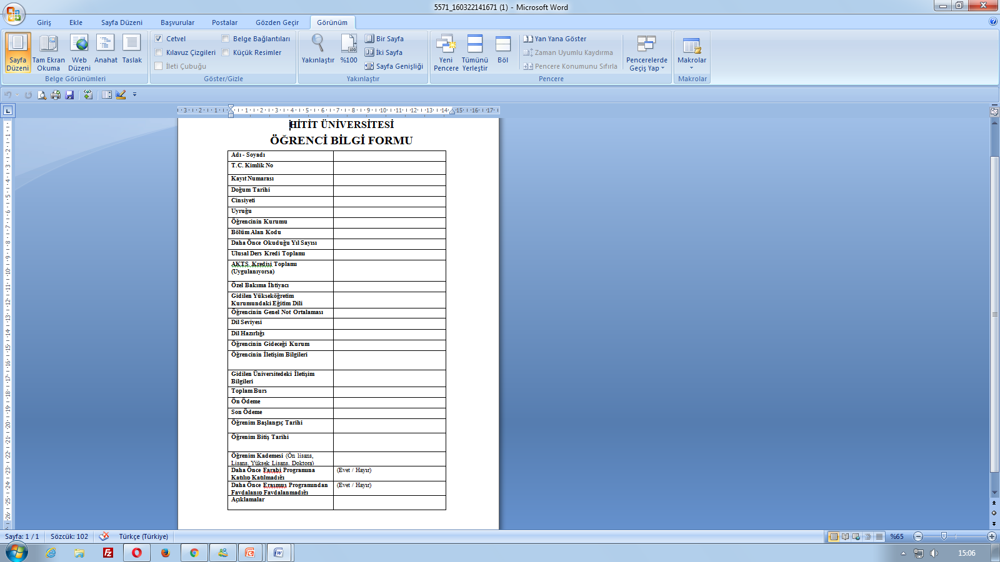 5571_160322141671 (1) - Microsoft Word
Giriş Ekle Sayfa Düzeni Başvurular Postalar Gözden Geçir Görünüm
Sayfa Düzeni
Tam Ekran Okuma
Web Düzeni
Anahat
Taslak
Belge Görünümleri
Cetvel
Kılavuz Çizgileri
İleti Çubuğu
Belge Bağlantıları
Küçük Resimler
Göster/Gizle
Yakınlaştır
%100
Bir Sayfa
İki Sayfa
Sayfa Genişliği
Yakınlaştır
Yeni Pencere
Tümünü Yerleştir
Böl
Yan Yana Göster
Zaman Uyumlu Kaydırma
Pencere Konumunu Sıfırla
Pencerelerde Geçiş Yap
Pencere
Makrolar
Makrolar
HİTİT ÜNİVERSİTESİ
ÖĞRENCİ BİLGİ FORMU
Adı - Soyadı
T.C. Kimlik No
Kayıt Numarası
Doğum Tarihi
Cinsiyeti
Uyruğu
Öğrencinin Kurumu
Bölüm Alan Kodu
Daha Önce Okuduğu Yıl Sayısı
Ulusal Ders Kredi Toplamı
AKTS Kredisi Toplamı
(Uygulanıyorsa)
Özel Bakıma İhtiyacı
Gidilen Yükseköğretim
Kurumundaki Eğitim Dili
Öğrencinin Genel Not Ortalaması
Dil Seviyesi
Dil Hazırlığı
Öğrencinin Gideceği Kurum
Öğrencinin İletişim Bilgileri
Gidilen Üniversitedeki İletişim
Bilgileri
Toplam Burs
Ön Ödeme
Son Ödeme
Öğrenim Başlangıç Tarihi
Öğrenim Bitiş Tarihi
Öğrenim Kademesi (Ön lisans,
Lisans, Yüksek Lisans, Doktora)
Daha Önce Farabi Programına (Evet / Hayır)
Katılıp Katılmadığı
Daha Önce Erasmus Programından (Evet / Hayır)
Faydalanıp Faydalanmadığı
Açıklamalar
Sayfa: 1 / 1 Sözcük: 102 Türkçe (Türkiye) %65
15:06